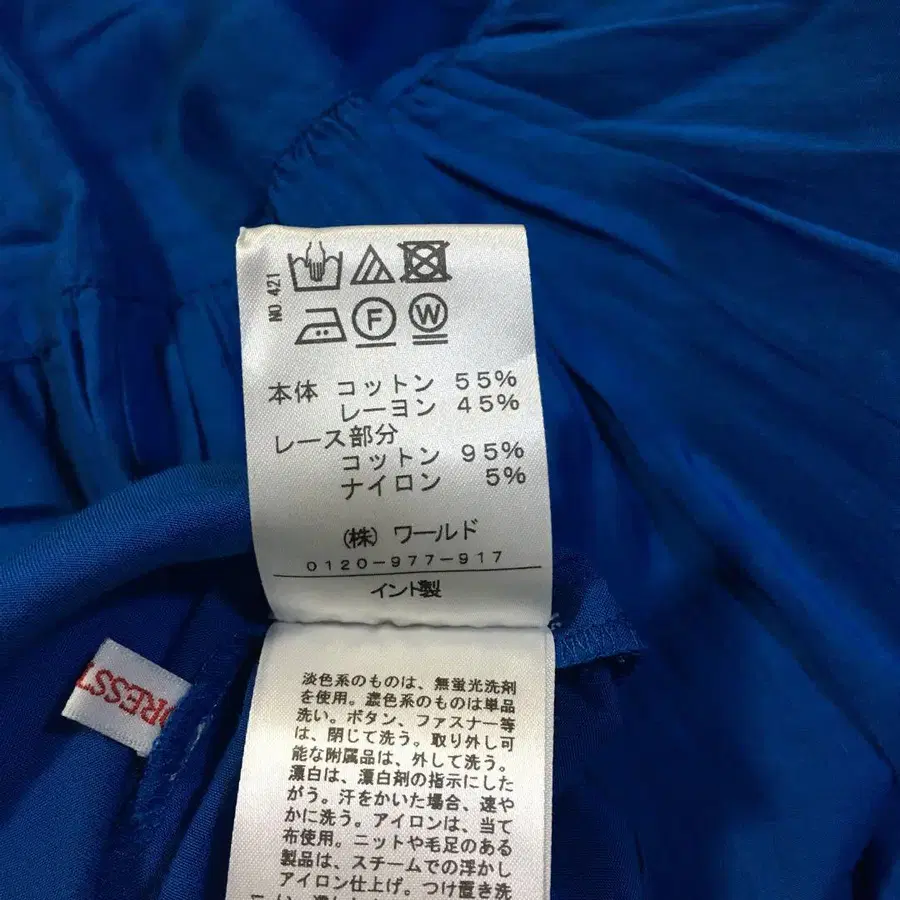 NO.421
F W
本体 コットン 55%
レーヨン 45%
レース部分
コットン 95%
ナイロン 5%
(株) ワールド
0120-977-917
インド製
DRESST
淡色系のものは、無蛍光洗剤
を使用。濃色系のものは単品
洗い。ボタン、ファスナー等
は、閉じて洗う。取り外し可
能な附属品は、外して洗う。
漂白は、漂白剤の指示にした
がう。汗をかいた場合、速や
かに洗う。アイロンは、当て
布使用。ニットや毛足のある
製品は、スチームでの浮かし
アイロン仕上げ。つけ置き洗